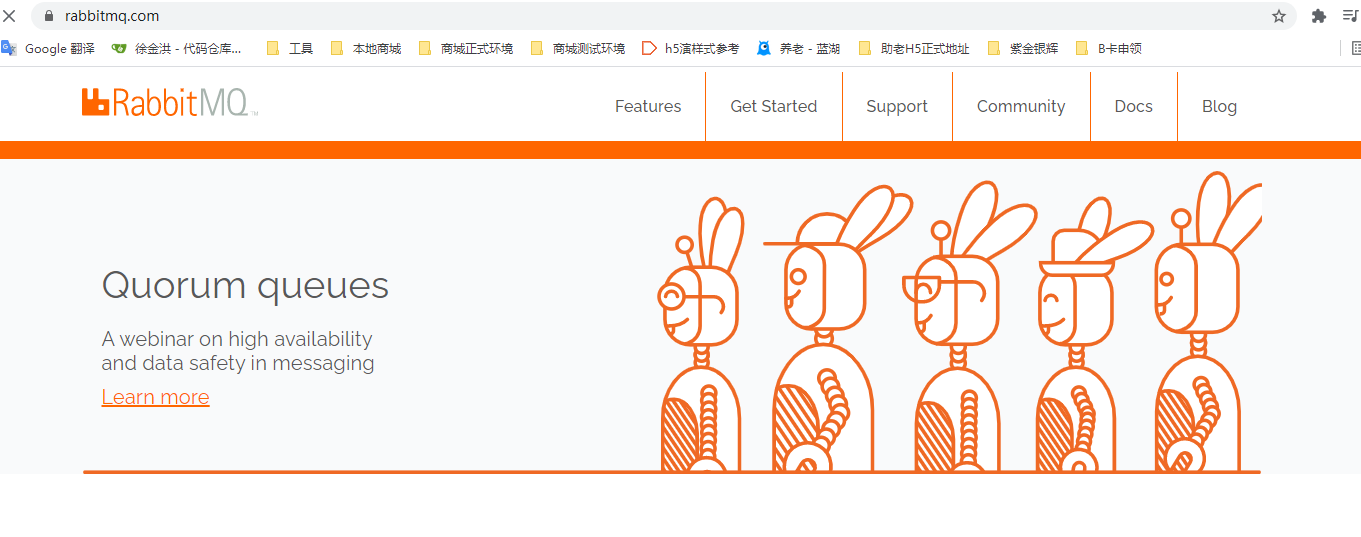 rabbitmq.com
Google 翻译
徐金洪 - 代码仓库...
工具
本地商城
商城正式环境
商城测试环境
h5演样式参考
养老 - 蓝湖
助老H5正式地址
紫金银辉
B卡申领
RabbitMQ™
Features
Get Started
Support
Community
Docs
Blog
Quorum queues
A webinar on high availability
and data safety in messaging
Learn more